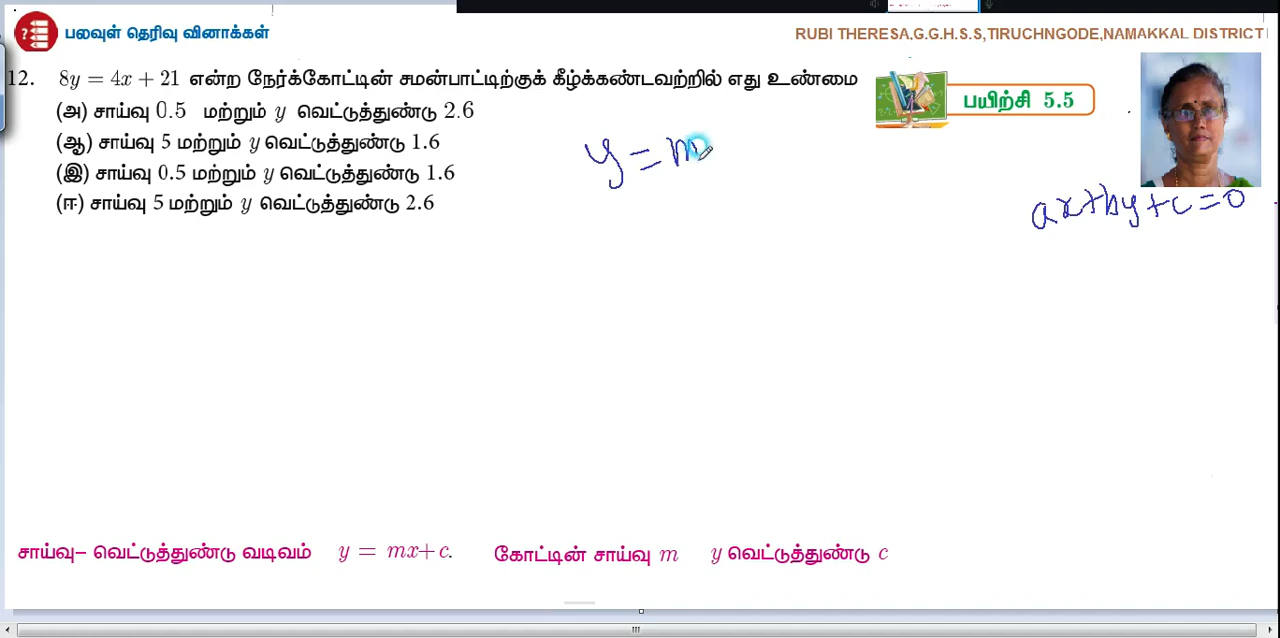 பலவுள் தெரிவு வினாக்கள்
RUBI THERESA,G.G.H.S.S,TIRUCHNGODE,NAMAKKAL DISTRICT
12. 8y = 4x + 21 என்ற நேர்க்கோட்டின் சமன்பாட்டிற்குக் கீழ்க்கண்டவற்றில் எது உண்மை
பயிற்சி 5.5
(அ) சாய்வு 0.5 மற்றும் y வெட்டுத்துண்டு 2.6
(ஆ) சாய்வு 5 மற்றும் y வெட்டுத்துண்டு 1.6
y = m
(இ) சாய்வு 0.5 மற்றும் y வெட்டுத்துண்டு 1.6
(ஈ) சாய்வு 5 மற்றும் y வெட்டுத்துண்டு 2.6
ax+by+c=0
சாய்வு– வெட்டுத்துண்டு வடிவம் y = mx+c. கோட்டின் சாய்வு m y வெட்டுத்துண்டு c